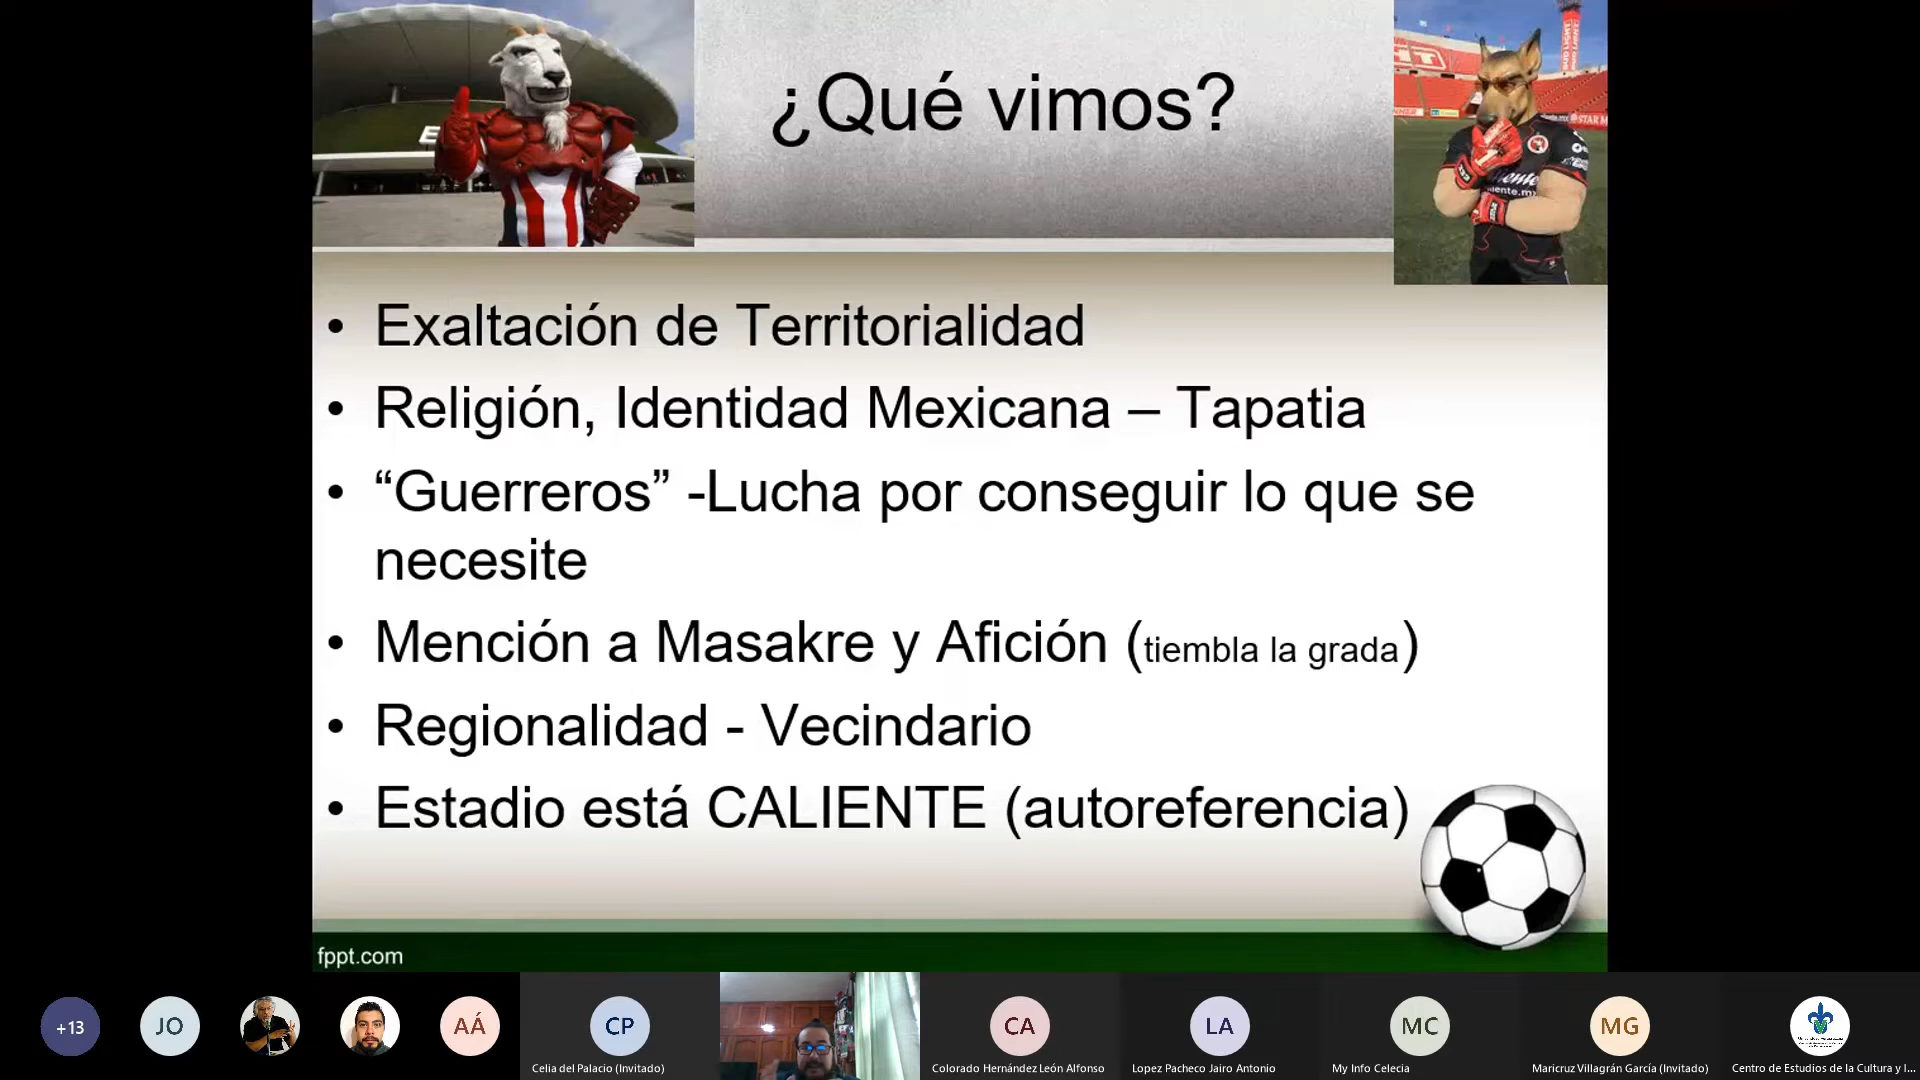 ¿Qué vimos?
• Exaltación de Territorialidad
• Religión, Identidad Mexicana – Tapatia
• “Guerreros” -Lucha por conseguir lo que se
necesite
• Mención a Masakre y Afición (tiembla la grada)
• Regionalidad - Vecindario
• Estadio está CALIENTE (autoreferencia)
fppt.com
+13
JO
AÁ
CP
CA
LA
MC
MG
Celia del Palacio (Invitado)
Colorado Hernández León Alfonso
Lopez Pacheco Jairo Antonio
My Info Celecia
Maricruz Villagrán García (Invitado)
Centro de Estudios de la Cultura y l...